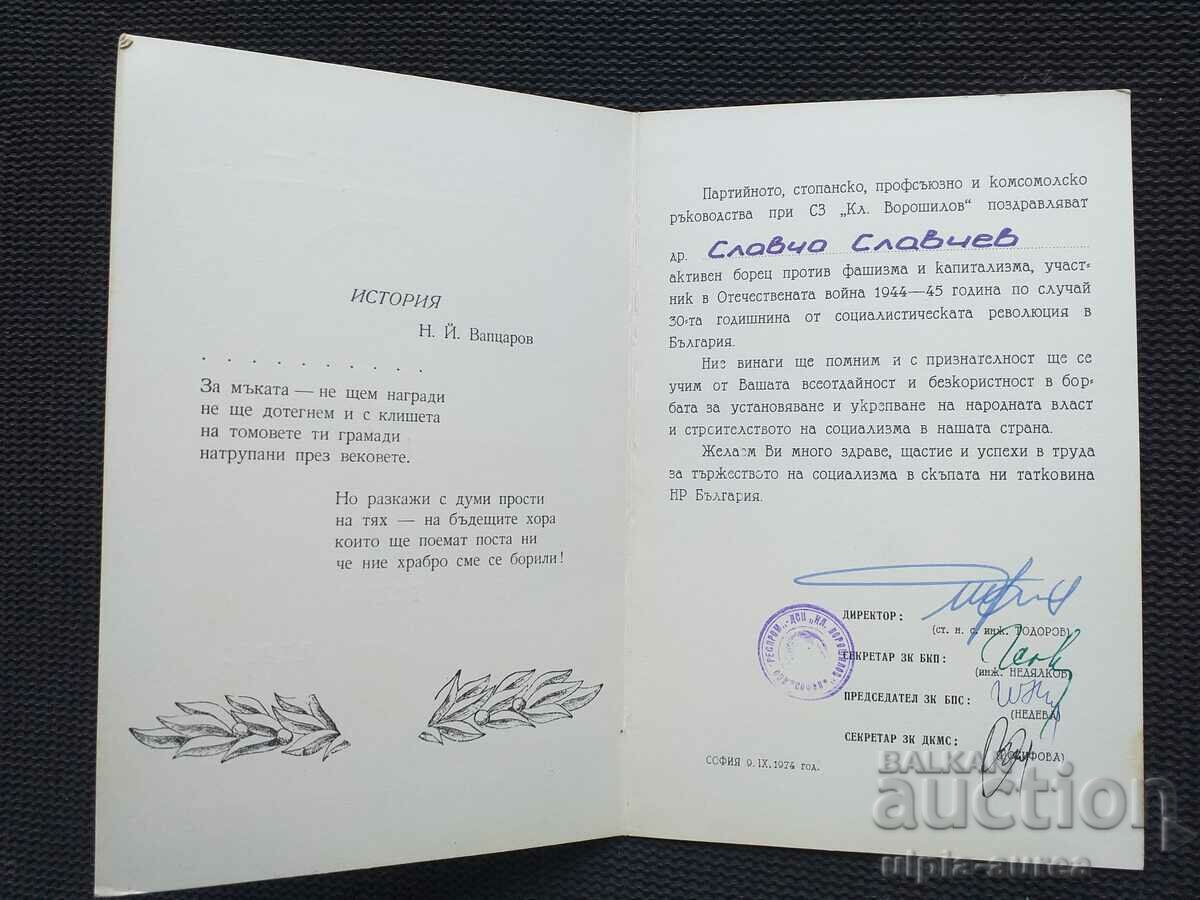 ИСТОРИЯ
Н. Й. Вапцаров
. . . . . . . . . . .
За мъката — не щем награди
не ще дотегнем и с клишета
на томовете ти грамади
натрупани през вековете.
Но разкажи с думи прости
на тях — на бъдещите хора
които ще поемат поста ни
че ние храбро сме се борили!
Партийното, стопанско, профсъюзно и комсомолско
ръководства при СЗ „Кл. Ворошилов" поздравляват
др. Славчо Славчев
активен борец против фашизма и капитализма, участ-
ник в Отечествената война 1944—45 година по случай
30-та годишнина от социалистическата революция в
България.
Ние винаги ще помним и с признателност ще се
учим от Вашата всеотдайност и безкористност в бор-
бата за установяване и укрепване на народната власт
и строителството на социализма в нашата страна.
Желаем Ви много здраве, щастие и успехи в труда
за тържеството на социализма в скъпата ни татковина
НР България.
ДИРЕКТОР:
(ст. н. с. инж. ТОДОРОВ)
СЕКРЕТАР ЗК БКП:
(инж. НЕДЯЛКОВ)
ПРЕДСЕДАТЕЛ ЗК БПС:
(НЕДЕВА)
СЕКРЕТАР ЗК ДКМС:
СОФИЯ 9.IX.1974 год.
BALKAN
auction
ulpia-aurea